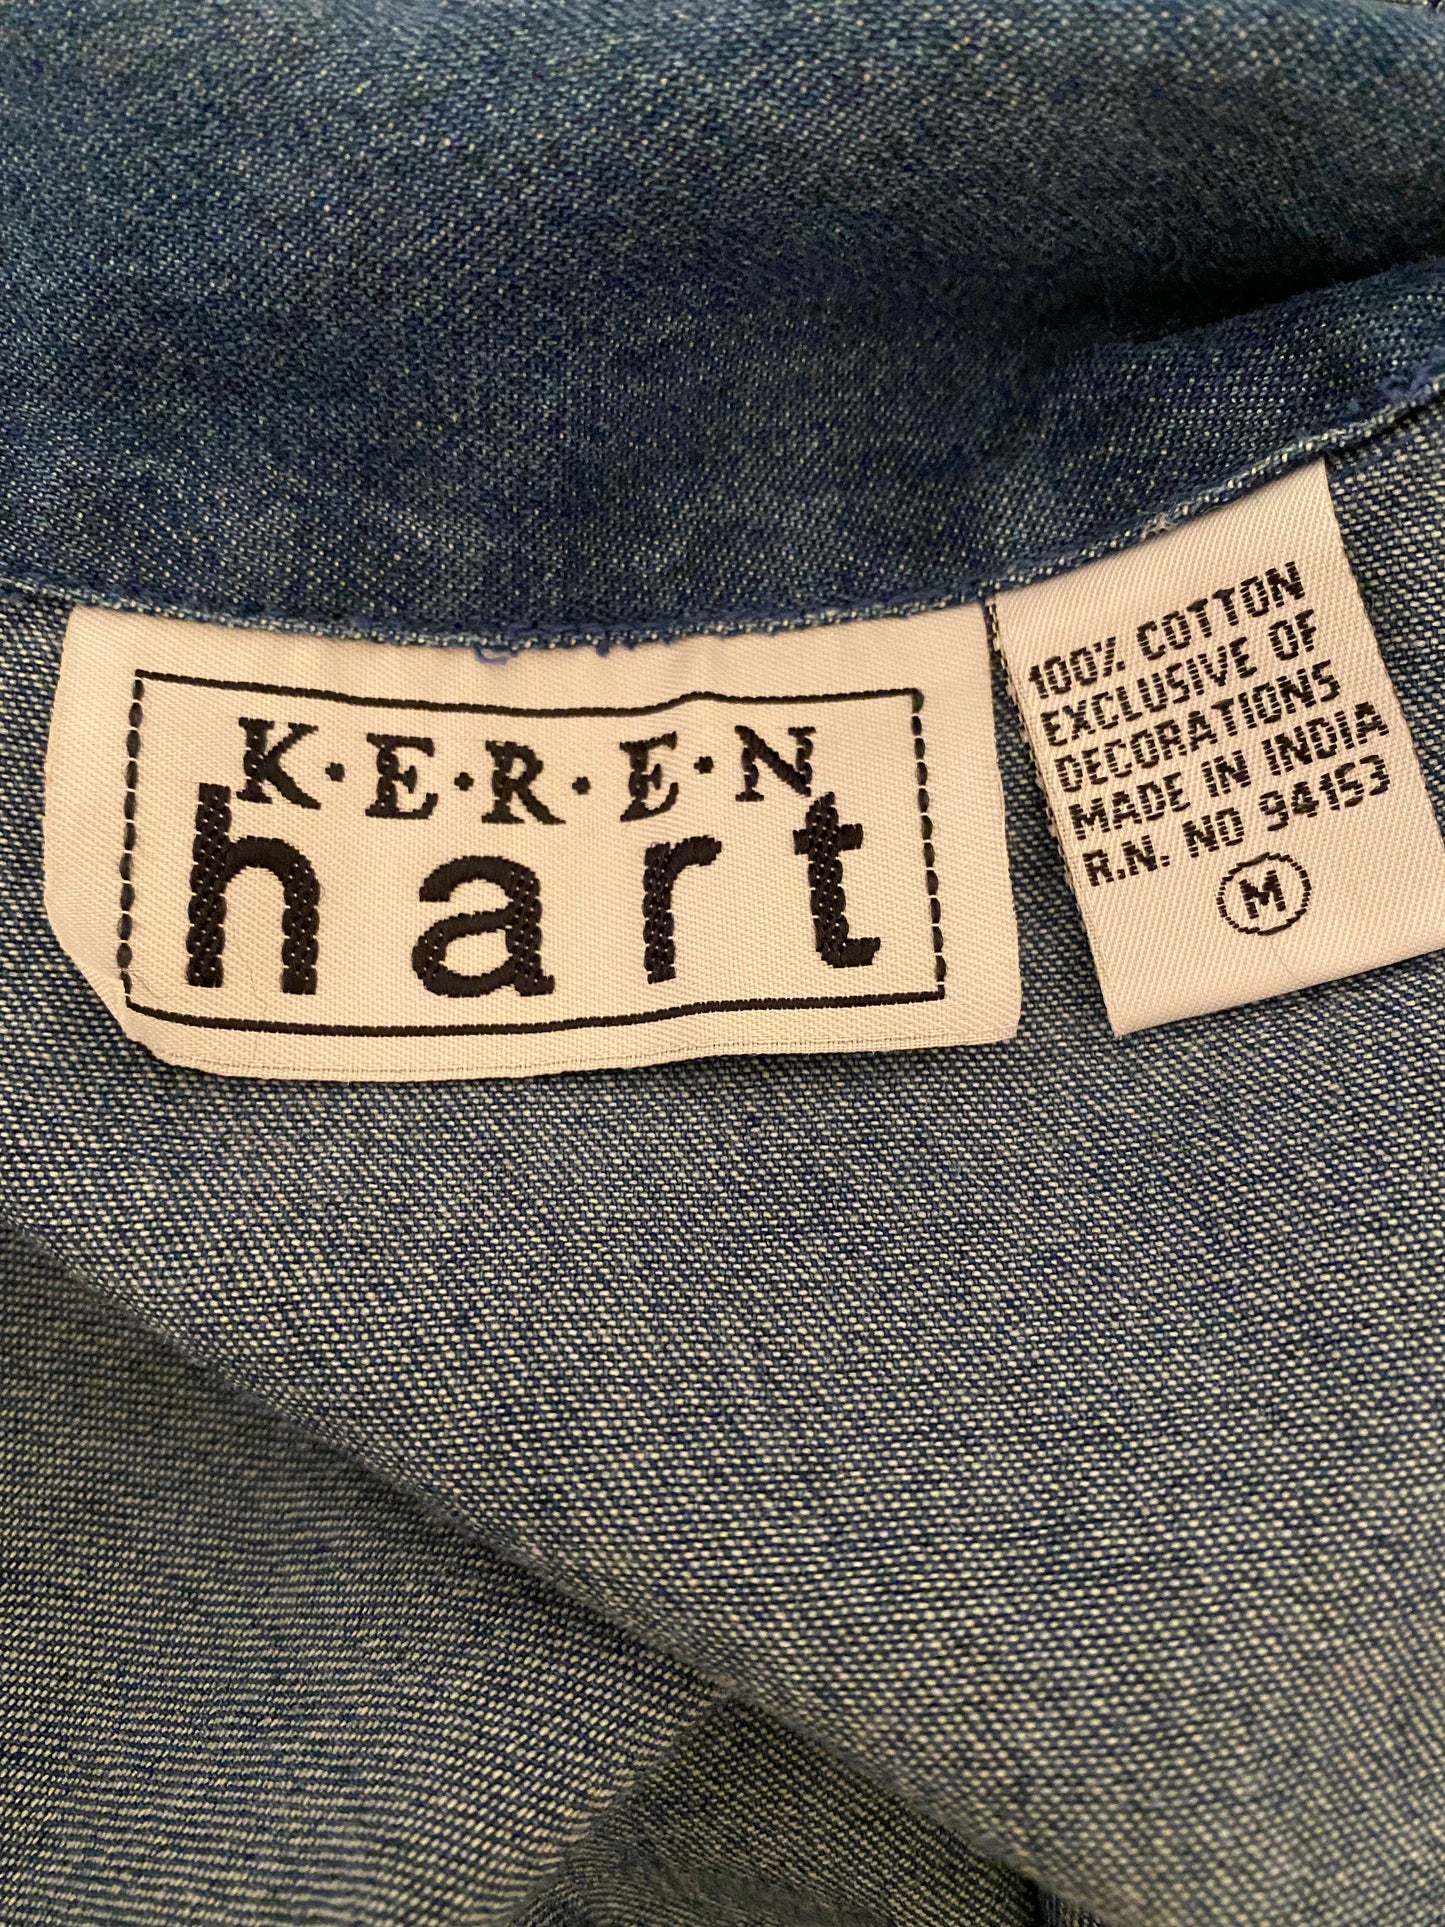 K·E·R·E·N
hart
100% COTTON
EXCLUSIVE OF
DECORATIONS
MADE IN INDIA
R.N. NO 94153
M